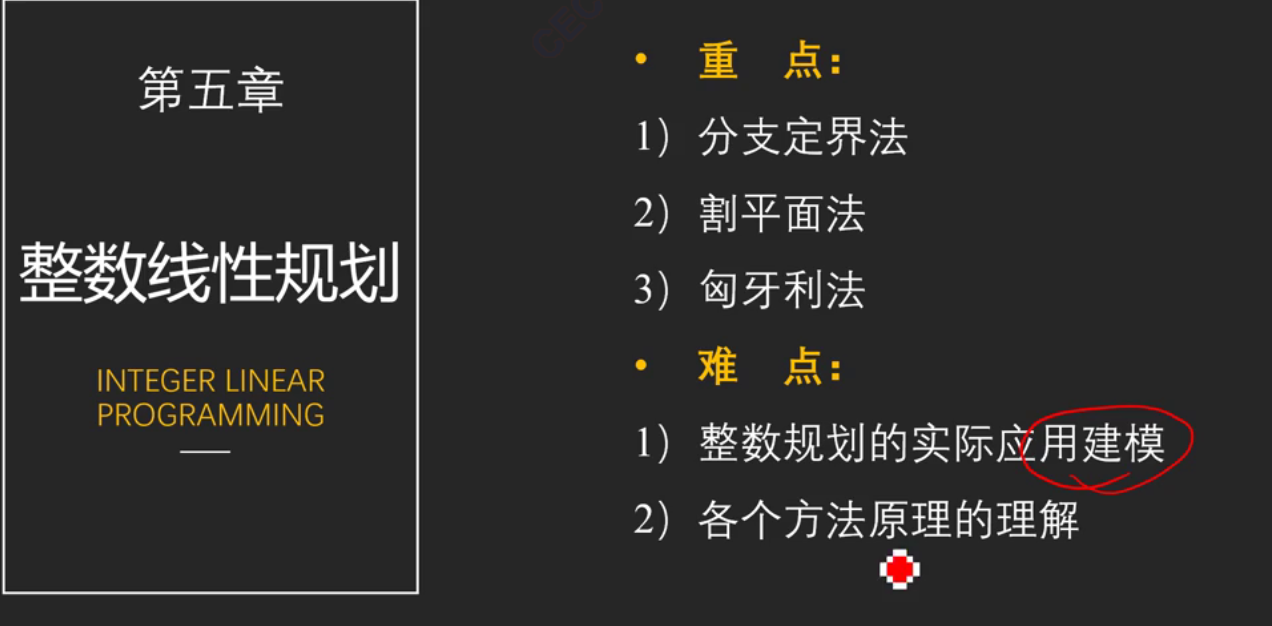 第五章
整数线性规划
INTEGER LINEAR
PROGRAMMING
• 重 点：
1）分支定界法
2）割平面法
3）匈牙利法
• 难 点：
1）整数规划的实际应用建模
2）各个方法原理的理解